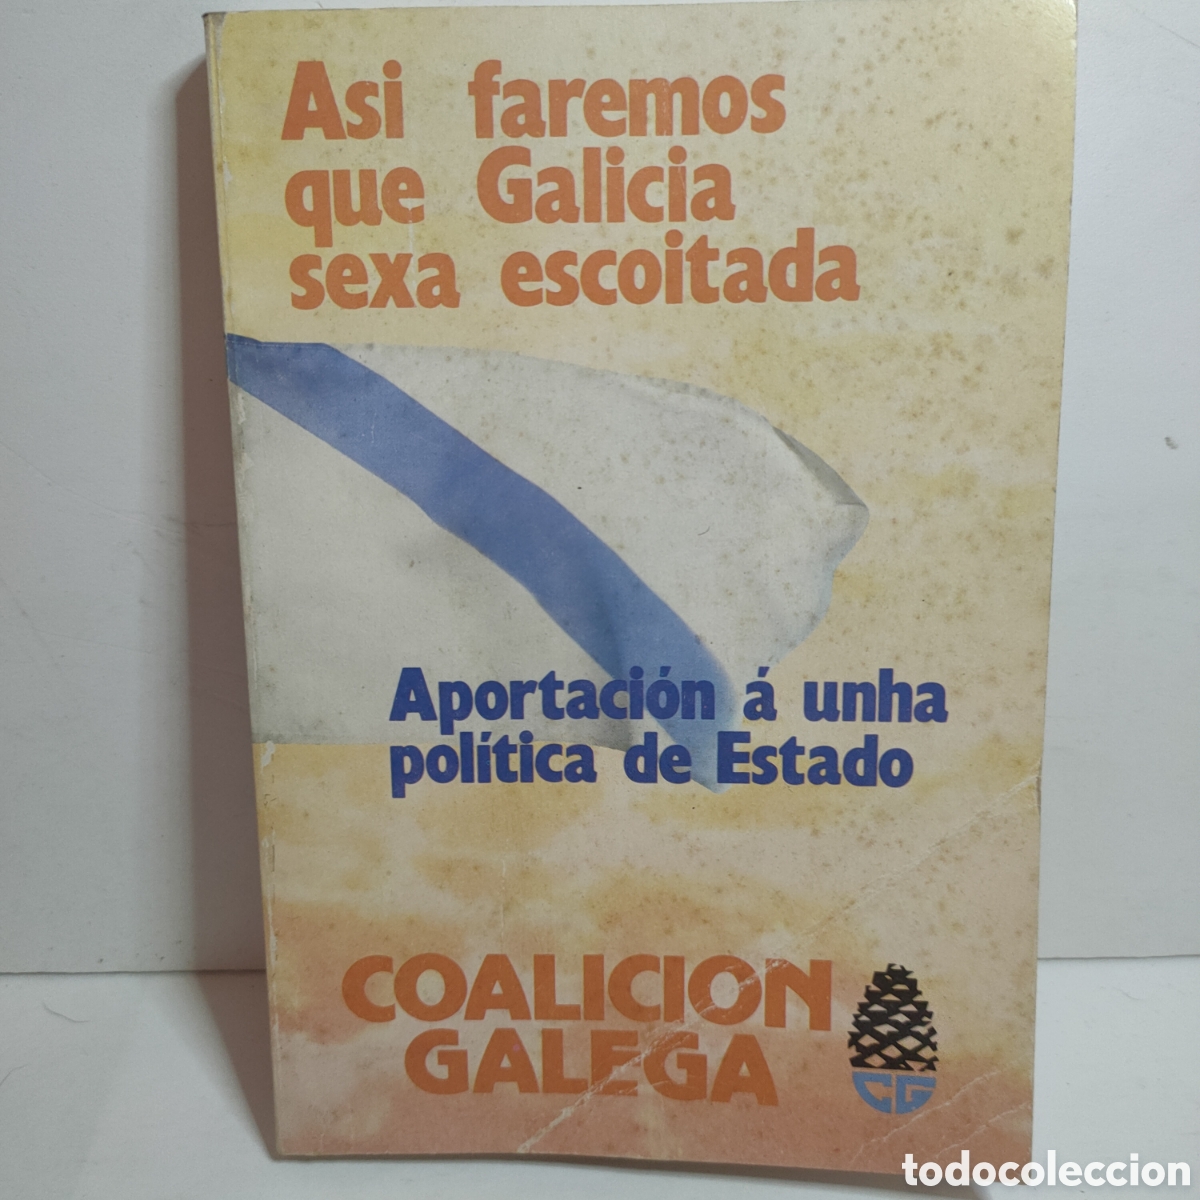 Asi faremos
que Galicia
sexa escoitada
Aportación á unha
política de Estado
COALICION
GALEGA
CG
todocoleccion